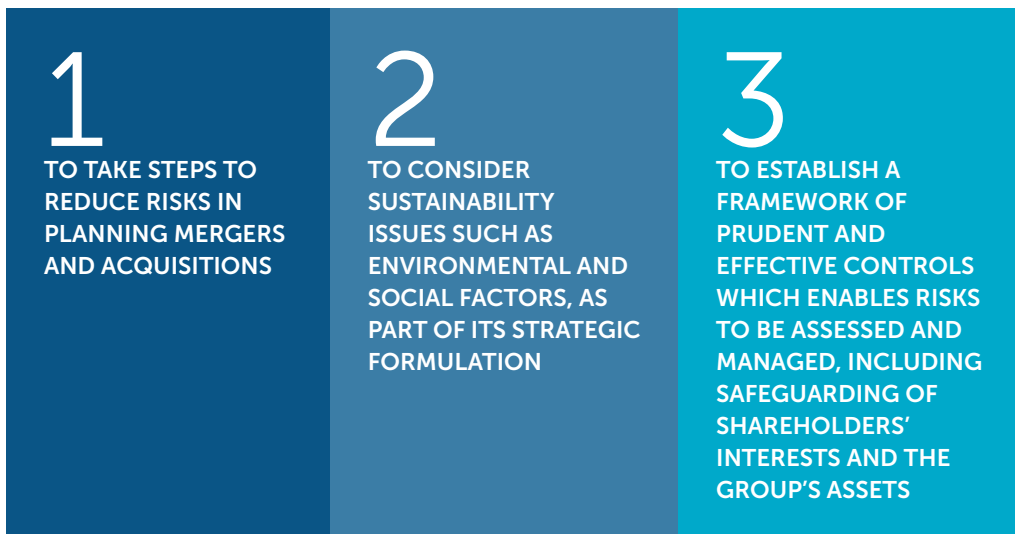 1
TO TAKE STEPS TO
REDUCE RISKS IN
PLANNING MERGERS
AND ACQUISITIONS
2
TO CONSIDER
SUSTAINABILITY
ISSUES SUCH AS
ENVIRONMENTAL AND
SOCIAL FACTORS, AS
PART OF ITS STRATEGIC
FORMULATION
3
TO ESTABLISH A
FRAMEWORK OF
PRUDENT AND
EFFECTIVE CONTROLS
WHICH ENABLES RISKS
TO BE ASSESSED AND
MANAGED, INCLUDING
SAFEGUARDING OF
SHAREHOLDERS’
INTERESTS AND THE
GROUP’S ASSETS